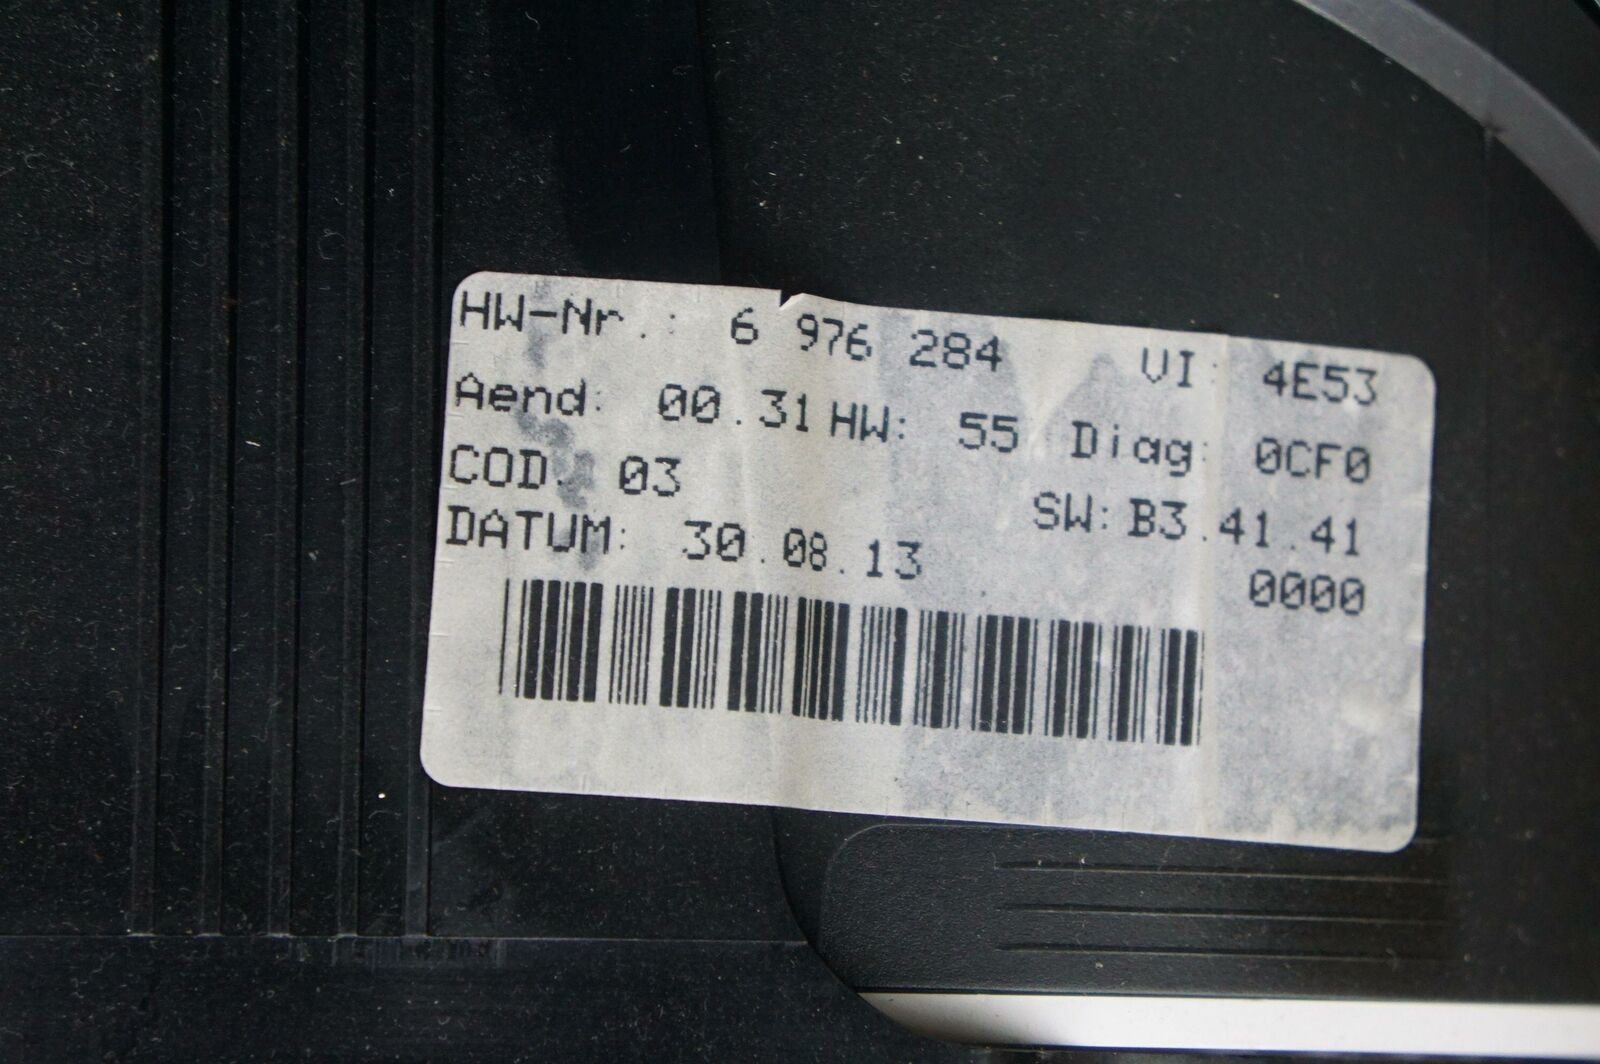 HW-Nr.: 6 976 284 VI: 4E53
Aend: 00.31 HW: 55 Diag: 0CF0
COD. 03 SW: B3.41.41
DATUM: 30.08.13 0000